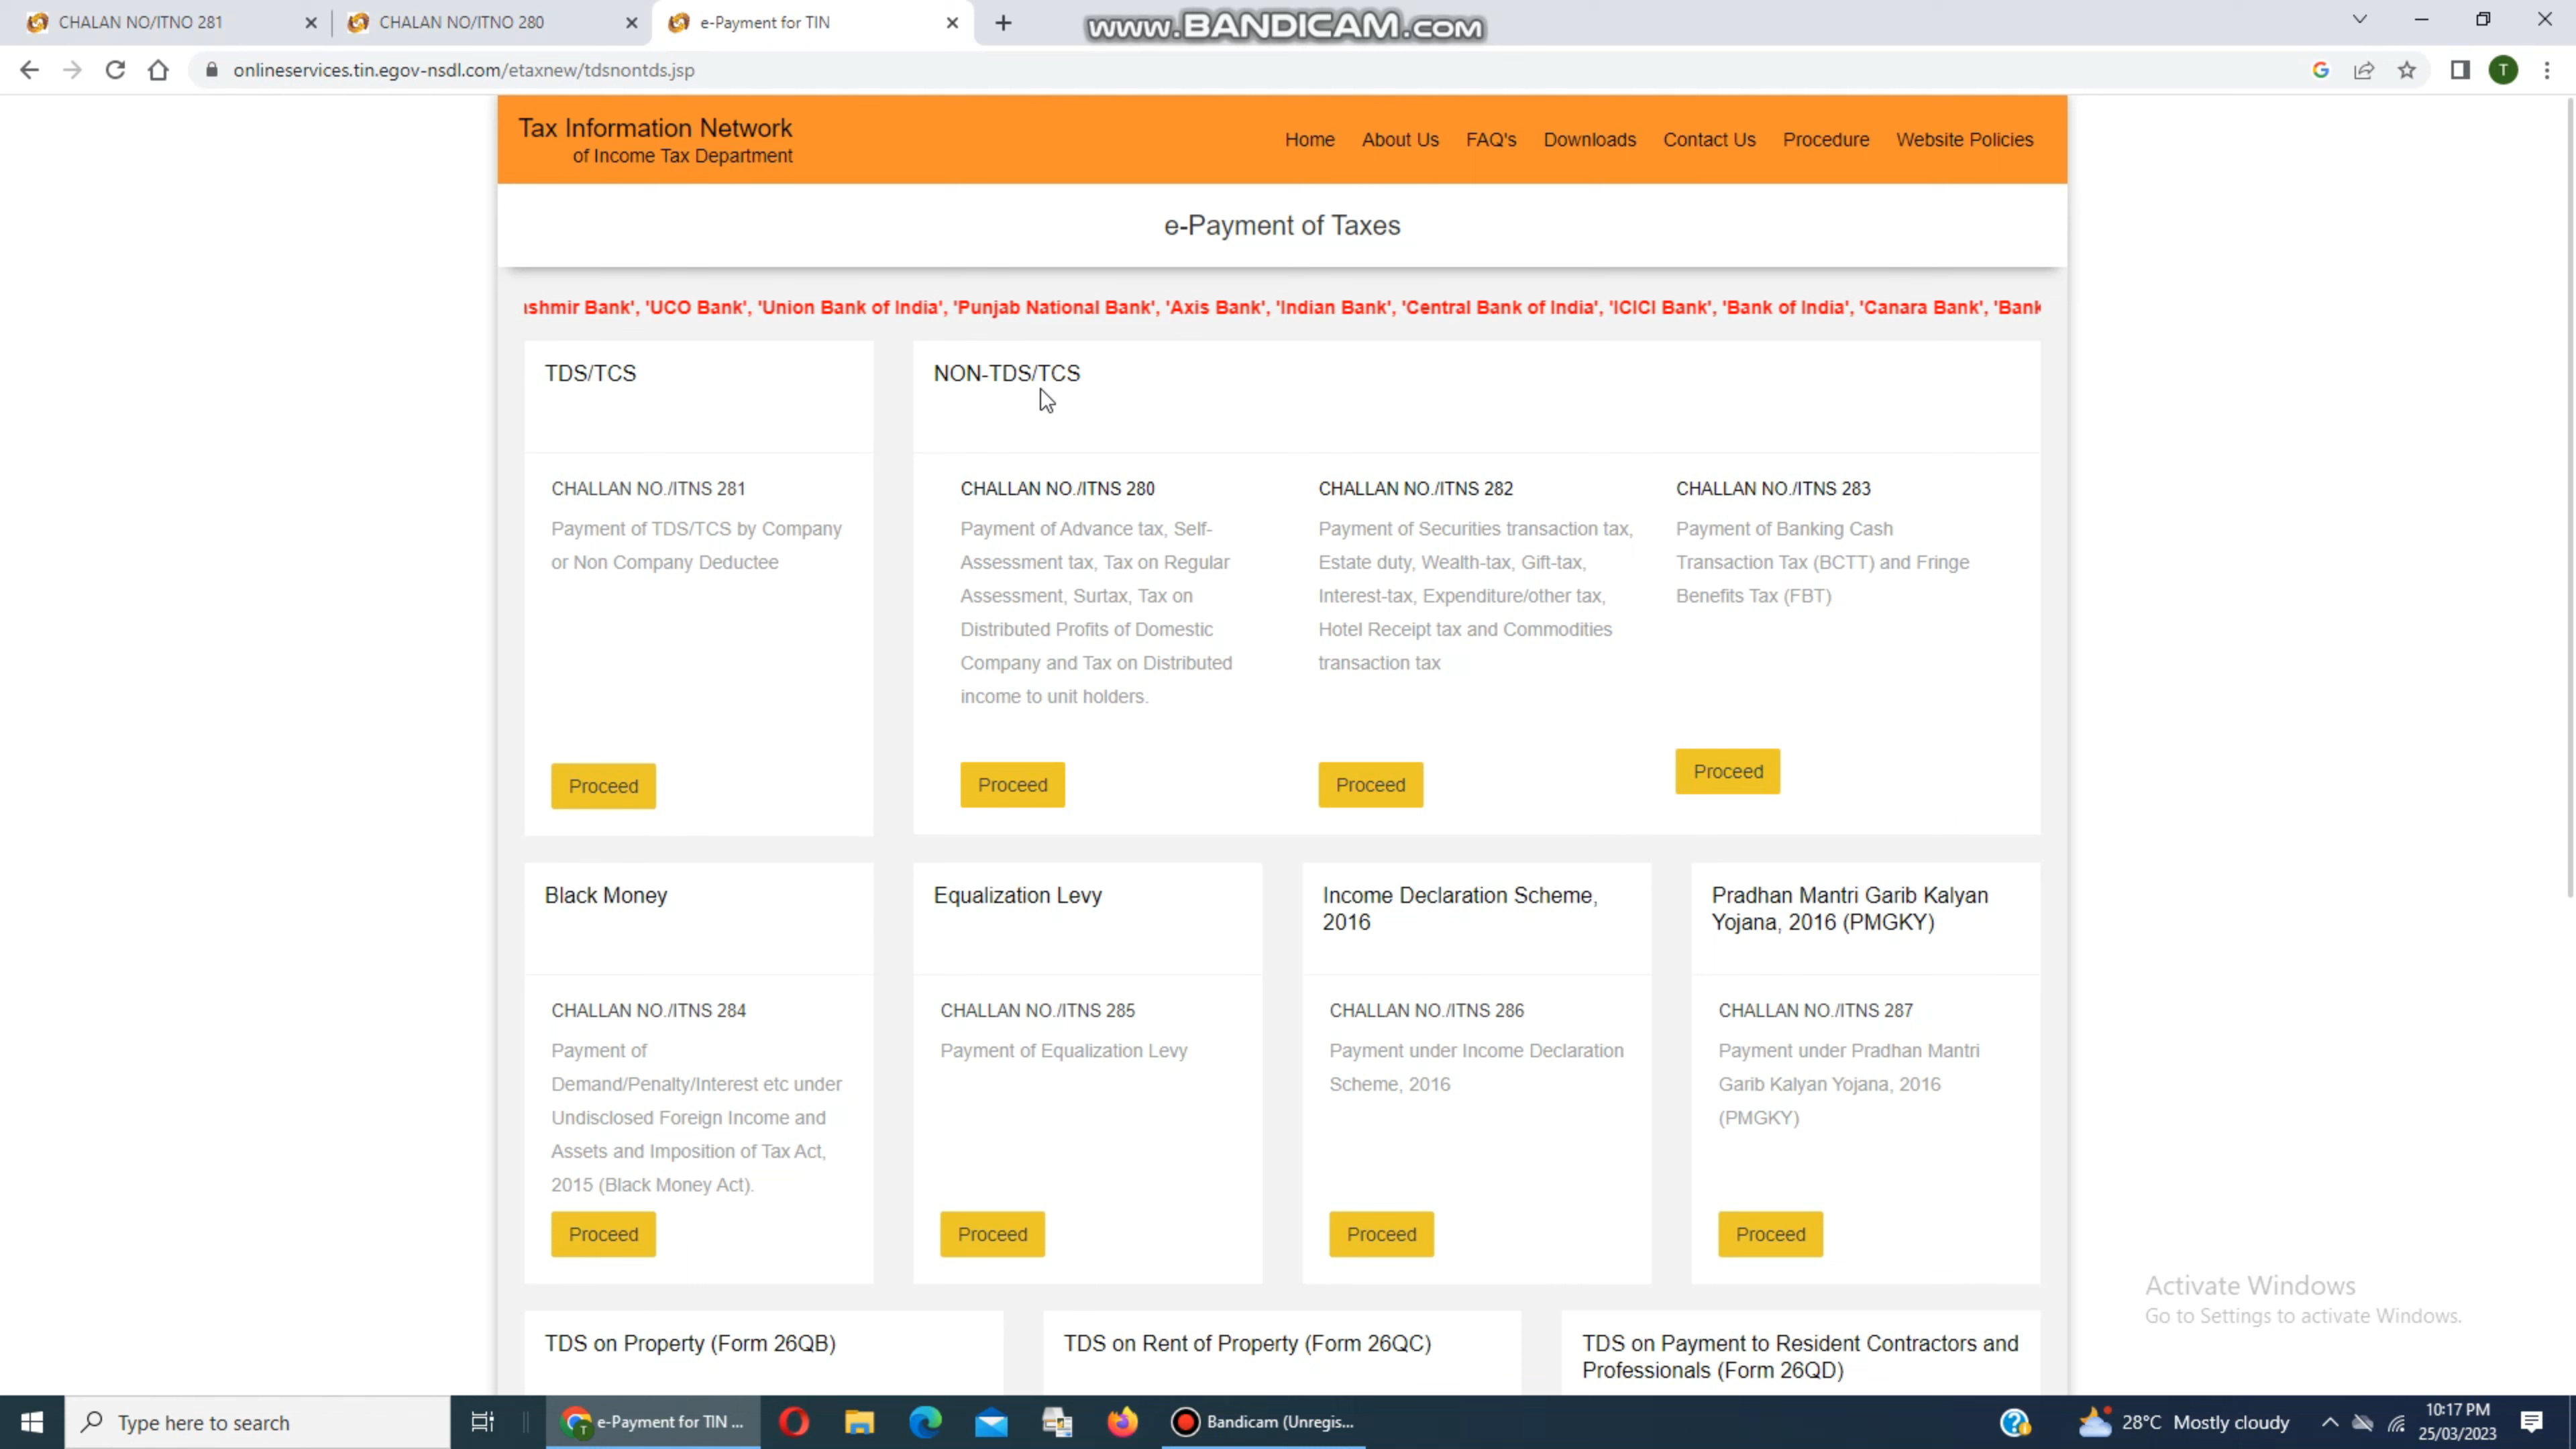 CHALAN NO/ITNO 281
CHALAN NO/ITNO 280
e-Payment for TIN
www.BANDICAM.com
onlineservices.tin.egov-nsdl.com/etaxnew/tdsnontds.jsp
T
Tax Information Network
of Income Tax Department
Home About Us FAQ's Downloads Contact Us Procedure Website Policies
e-Payment of Taxes
Bank', 'UCO Bank', 'Union Bank of India', 'Punjab National Bank', 'Axis Bank', 'Indian Bank', 'Central Bank of India', 'ICICI Bank', 'Bank of India', 'Canara Bank', 'Bank
TDS/TCS
CHALLAN NO./ITNS 281
Payment of TDS/TCS by Company
or Non Company Deductee
Proceed
NON-TDS/TCS
CHALLAN NO./ITNS 280
Payment of Advance tax, Self-
Assessment tax, Tax on Regular
Assessment, Surtax, Tax on
Distributed Profits of Domestic
Company and Tax on Distributed
income to unit holders.
Proceed
CHALLAN NO./ITNS 282
Payment of Securities transaction tax,
Estate duty, Wealth-tax, Gift-tax,
Interest-tax, Expenditure/other tax,
Hotel Receipt tax and Commodities
transaction tax
Proceed
CHALLAN NO./ITNS 283
Payment of Banking Cash
Transaction Tax (BCTT) and Fringe
Benefits Tax (FBT)
Proceed
Black Money
CHALLAN NO./ITNS 284
Payment of
Demand/Penalty/Interest etc under
Undisclosed Foreign Income and
Assets and Imposition of Tax Act,
2015 (Black Money Act).
Proceed
Equalization Levy
CHALLAN NO./ITNS 285
Payment of Equalization Levy
Proceed
Income Declaration Scheme,
2016
CHALLAN NO./ITNS 286
Payment under Income Declaration
Scheme, 2016
Proceed
Pradhan Mantri Garib Kalyan
Yojana, 2016 (PMGKY)
CHALLAN NO./ITNS 287
Payment under Pradhan Mantri
Garib Kalyan Yojana, 2016
(PMGKY)
Proceed
TDS on Property (Form 26QB)
TDS on Rent of Property (Form 26QC)
TDS on Payment to Resident Contractors and
Professionals (Form 26QD)
Activate Windows
Go to Settings to activate Windows.
Type here to search
e-Payment for TIN ...
Bandicam (Unregis...
28°C Mostly cloudy
10:17 PM
25/03/2023